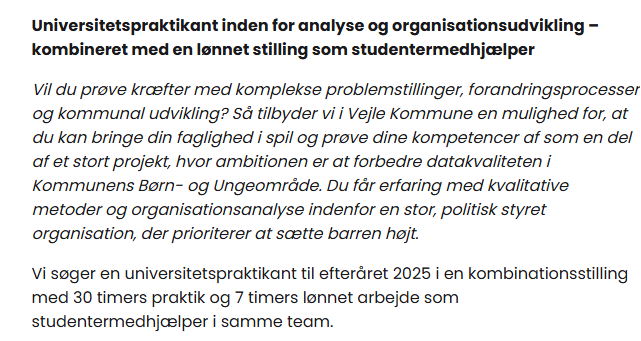 Universitetspraktikant inden for analyse og organisationsudvikling –
kombineret med en lønnet stilling som studentermedhjælper
Vil du prøve kræfter med komplekse problemstillinger, forandringsprocesser
og kommunal udvikling? Så tilbyder vi i Vejle Kommune en mulighed for, at
du kan bringe din faglighed i spil og prøve dine kompetencer af som en del
af et stort projekt, hvor ambitionen er at forbedre datakvaliteten i
Kommunens Børn- og Ungeområde. Du får erfaring med kvalitative
metoder og organisationsanalyse indenfor en stor, politisk styret
organisation, der prioriterer at sætte barren højt.
Vi søger en universitetspraktikant til efteråret 2025 i en kombinationsstilling
med 30 timers praktik og 7 timers lønnet arbejde som
studentermedhjælper i samme team.